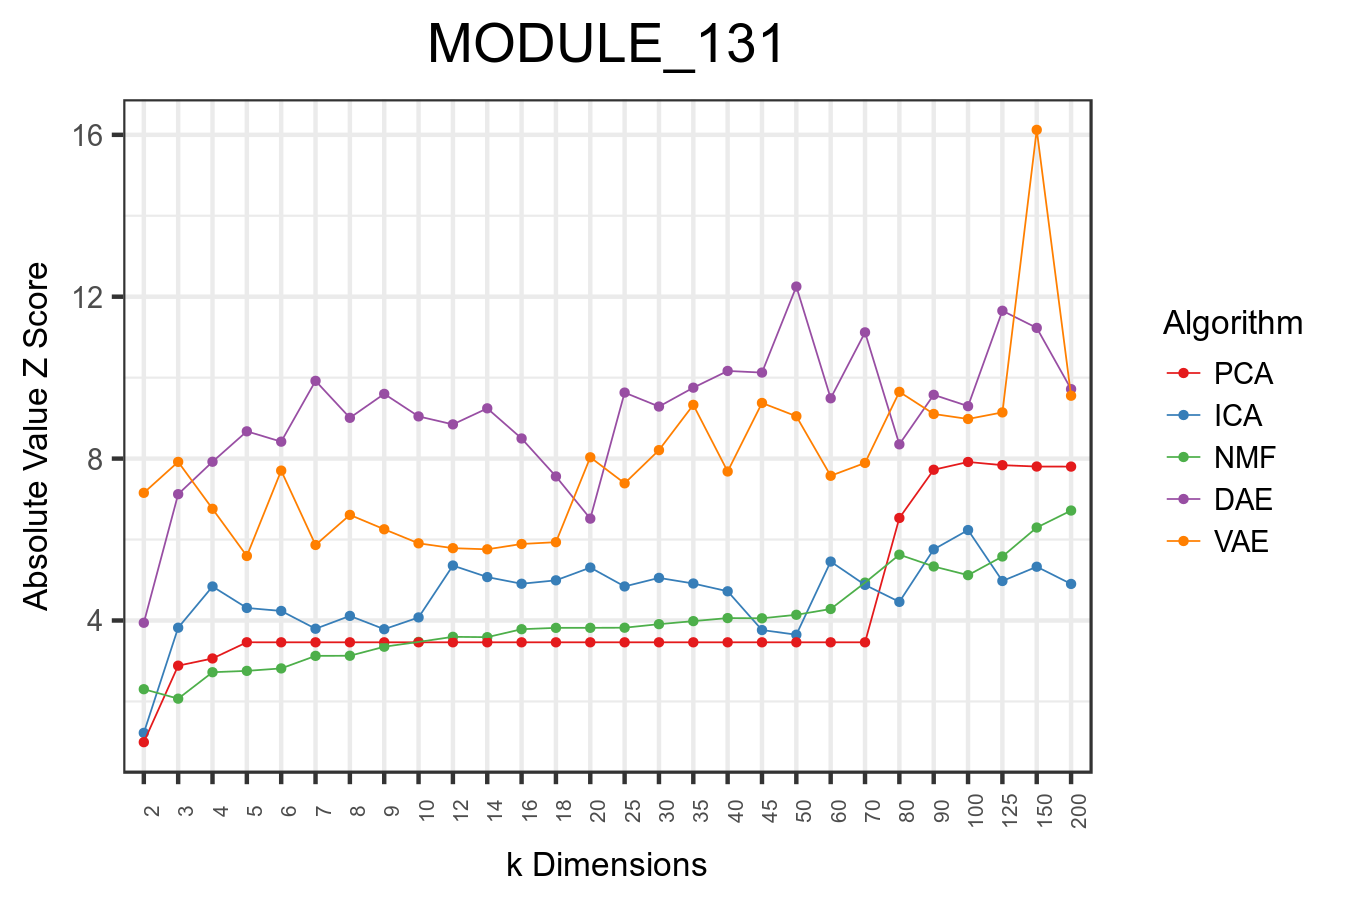 MODULE_131
Absolute Value Z Score
16
12
8
4
2 3 4 5 6 7 8 9 10 12 14 16 18 20 25 30 35 40 45 50 60 70 80 90 100 125 150 200
k Dimensions
Algorithm
PCA
ICA
NMF
DAE
VAE